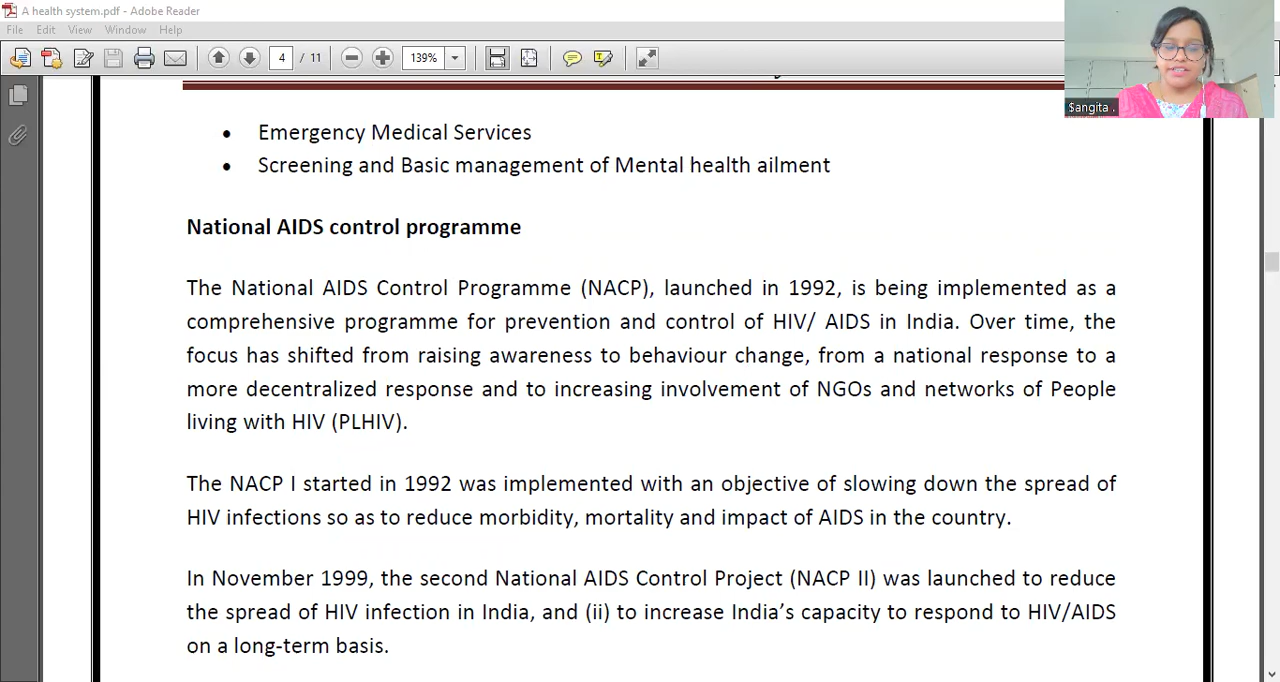 A health system.pdf - Adobe Reader
File Edit View Window Help
4 / 11 139%
$angita .
• Emergency Medical Services
• Screening and Basic management of Mental health ailment
National AIDS control programme
The National AIDS Control Programme (NACP), launched in 1992, is being implemented as a
comprehensive programme for prevention and control of HIV/ AIDS in India. Over time, the
focus has shifted from raising awareness to behaviour change, from a national response to a
more decentralized response and to increasing involvement of NGOs and networks of People
living with HIV (PLHIV).
The NACP I started in 1992 was implemented with an objective of slowing down the spread of
HIV infections so as to reduce morbidity, mortality and impact of AIDS in the country.
In November 1999, the second National AIDS Control Project (NACP II) was launched to reduce
the spread of HIV infection in India, and (ii) to increase India’s capacity to respond to HIV/AIDS
on a long-term basis.